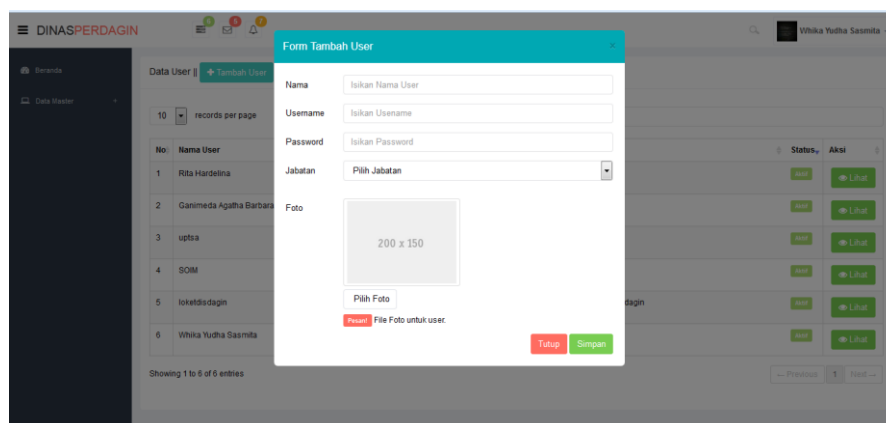 DINASPERDAGIN
6 5 7
Whika Yudha Sasmita
Beranda
Data Master +
Data User || + Tambah User
10 records per page
No Nama User Status Aksi
1 Rita Hardelina Aktif Lihat
2 Ganimeda Agatha Barbara Aktif Lihat
3 uptsa Aktif Lihat
4 SOIM Aktif Lihat
5 loketdisdagin dagin Aktif Lihat
6 Whika Yudha Sasmita Aktif Lihat
Showing 1 to 6 of 6 entries
← Previous 1 Next →
Form Tambah User ×
Nama Isikan Nama User
Username Isikan Usename
Password Isikan Password
Jabatan Pilih Jabatan
Foto 200 x 150
Pilih Foto
Pesan! File Foto untuk user.
Tutup Simpan